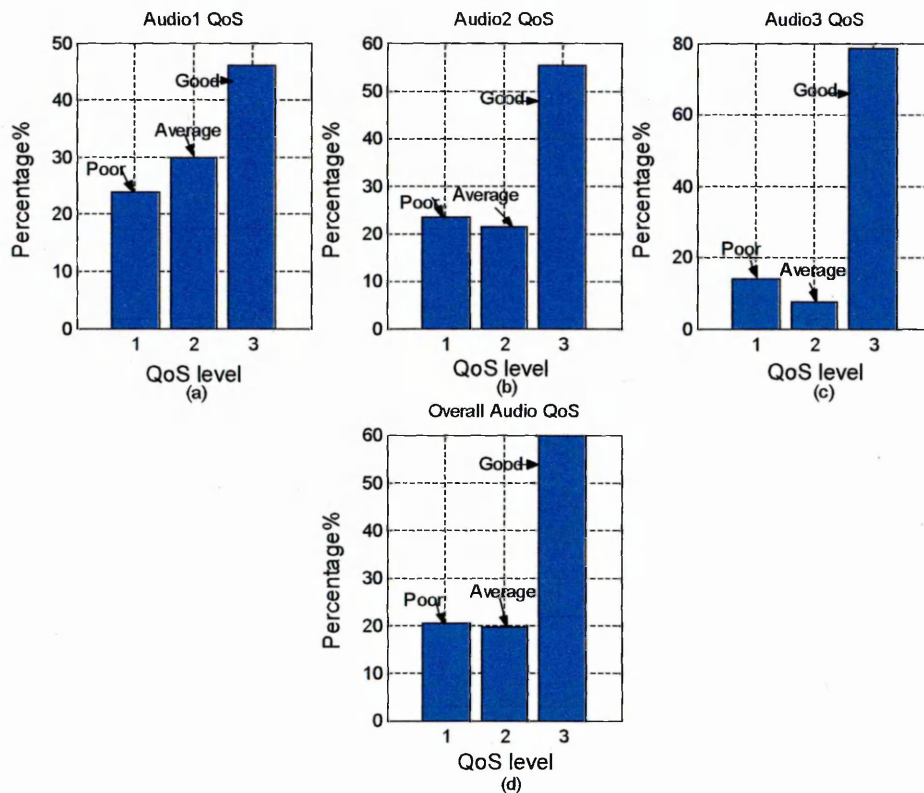 Audio1 QoS
50
40
30
20
10
0
Percentage%
Poor
Average
Good
1 2 3
QoS level
(a)
Audio2 QoS
60
50
40
30
20
10
0
Percentage%
Poor
Average
Good
1 2 3
QoS level
(b)
Audio3 QoS
80
60
40
20
0
Percentage%
Poor
Average
Good
1 2 3
QoS level
(c)
Overall Audio QoS
60
50
40
30
20
10
0
Percentage%
Poor
Average
Good
1 2 3
QoS level
(d)